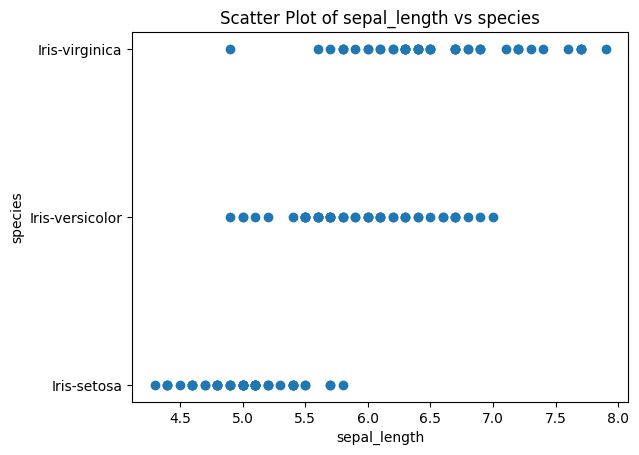 Scatter Plot of sepal_length vs species
Iris-virginica
Iris-versicolor
Iris-setosa
species
4.5 5.0 5.5 6.0 6.5 7.0 7.5 8.0
sepal_length